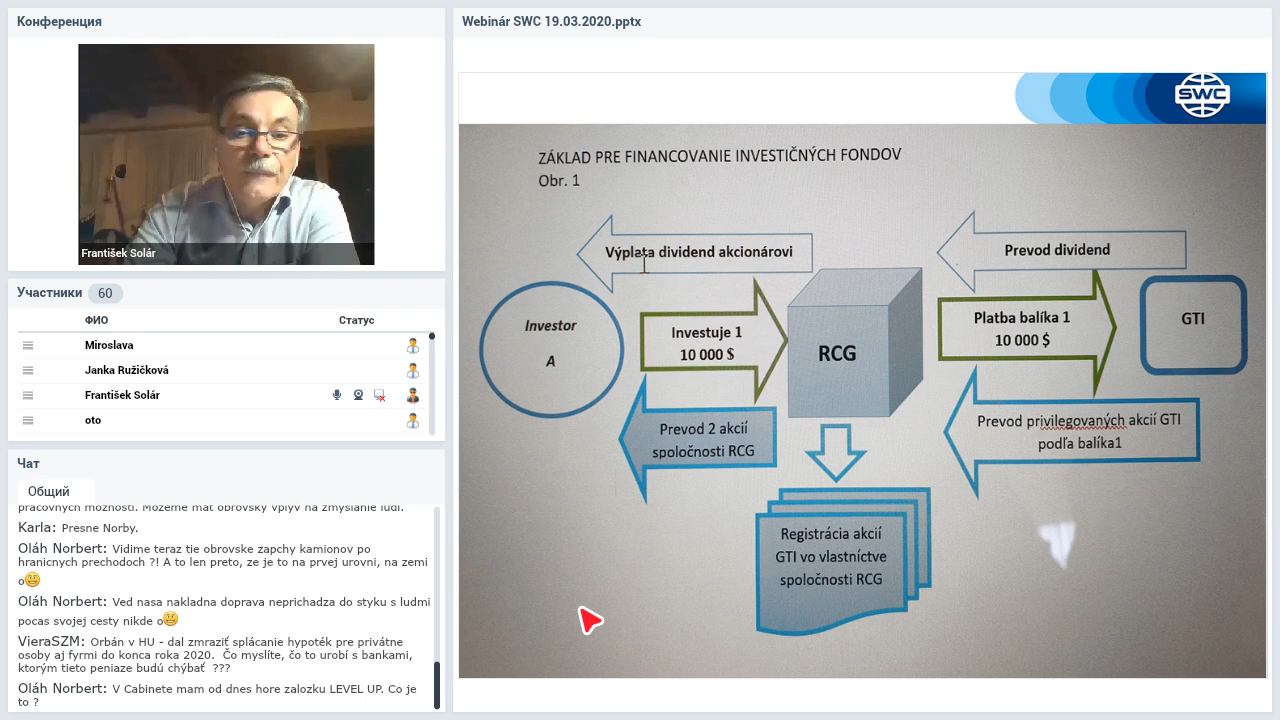 Конференция
František Solár
Участники 60
ФИО Статус
Miroslava
Janka Ružičková
František Solár
oto
Чат
Общий
pracovnych moznosti. Mozeme mat obrovsky vplyv na zmyslanie ludi.
Karla: Presne Norby.
Oláh Norbert: Vidime teraz tie obrovske zapchy kamionov po
hranicnych prechodoch ?! A to len preto, ze je to na prvej urovni, na zemi
o
Oláh Norbert: Ved nasa nakladna doprava neprichadza do styku s ludmi
pocas svojej cesty nikde o
VieraSZM: Orbán v HU - dal zmraziť splácanie hypoték pre privátne
osoby aj fyrmi do konca roka 2020. Čo myslíte, čo to urobí s bankami,
ktorým tieto peniaze budú chýbať ???
Oláh Norbert: V Cabinete mam od dnes hore zalozku LEVEL UP. Co je
to ?
Webinár SWC 19.03.2020.pptx
SWC
ZÁKLAD PRE FINANCOVANIE INVESTIČNÝCH FONDOV
Obr. 1
Výplata dividend akcionárovi
Prevod dividend
Investor
A
Investuje 1
10 000 $
RCG
Platba balíka 1
10 000 $
GTI
Prevod 2 akcií
spoločnosti RCG
Prevod privilegovaných akcií GTI
podľa balíka1
Registrácia akcií
GTI vo vlastníctve
spoločnosti RCG